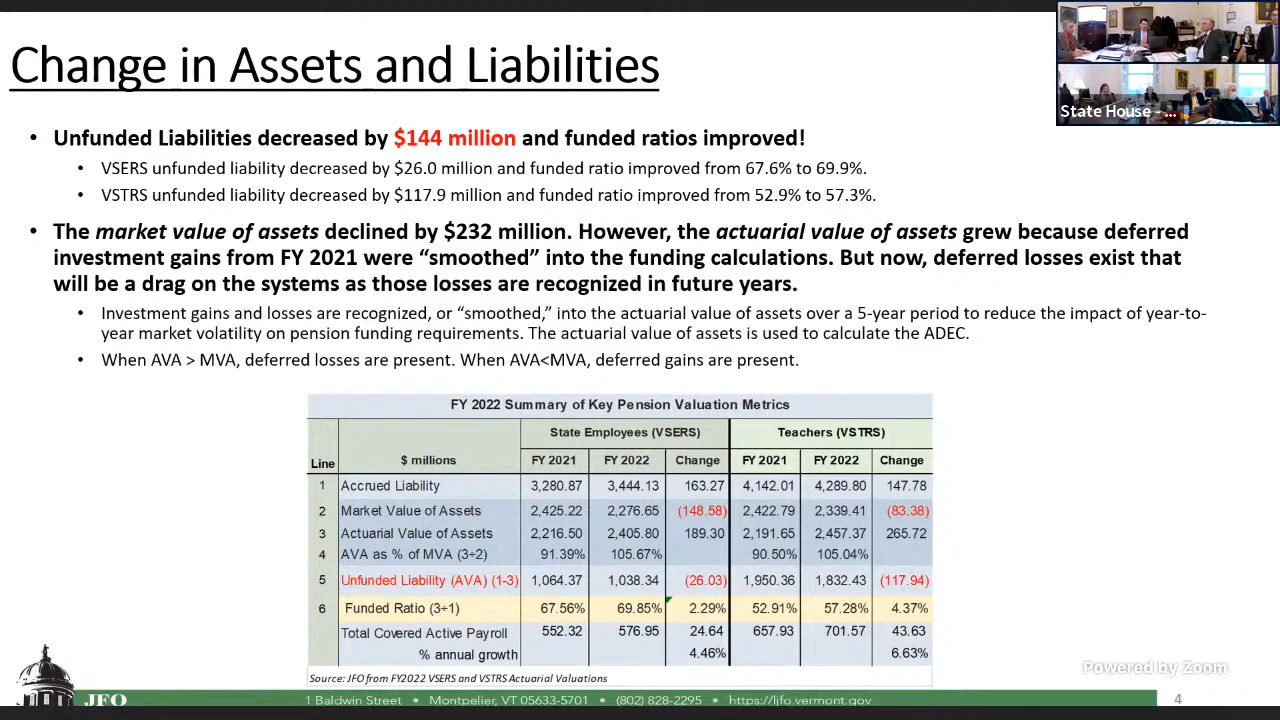 Change in Assets and Liabilities
State House - ...
• Unfunded Liabilities decreased by $144 million and funded ratios improved!
• VSERS unfunded liability decreased by $26.0 million and funded ratio improved from 67.6% to 69.9%.
• VSTRS unfunded liability decreased by $117.9 million and funded ratio improved from 52.9% to 57.3%.
• The market value of assets declined by $232 million. However, the actuarial value of assets grew because deferred
investment gains from FY 2021 were “smoothed” into the funding calculations. But now, deferred losses exist that
will be a drag on the systems as those losses are recognized in future years.
• Investment gains and losses are recognized, or “smoothed,” into the actuarial value of assets over a 5-year period to reduce the impact of year-to-
year market volatility on pension funding requirements. The actuarial value of assets is used to calculate the ADEC.
• When AVA > MVA, deferred losses are present. When AVA<MVA, deferred gains are present.
FY 2022 Summary of Key Pension Valuation Metrics
State Employees (VSERS) Teachers (VSTRS)
Line $ millions FY 2021 FY 2022 Change FY 2021 FY 2022 Change
1 Accrued Liability 3,280.87 3,444.13 163.27 4,142.01 4,289.80 147.78
2 Market Value of Assets 2,425.22 2,276.65 (148.58) 2,422.79 2,339.41 (83.38)
3 Actuarial Value of Assets 2,216.50 2,405.80 189.30 2,191.65 2,457.37 265.72
4 AVA as % of MVA (3÷2) 91.39% 105.67% 90.50% 105.04%
5 Unfunded Liability (AVA) (1-3) 1,064.37 1,038.34 (26.03) 1,950.36 1,832.43 (117.94)
6 Funded Ratio (3÷1) 67.56% 69.85% 2.29% 52.91% 57.28% 4.37%
Total Covered Active Payroll 552.32 576.95 24.64 657.93 701.57 43.63
% annual growth 4.46% 6.63%
Source: JFO from FY2022 VSERS and VSTRS Actuarial Valuations
Powered by Zoom
JFO 1 Baldwin Street • Montpelier, VT 05633-5701 • (802) 828-2295 • https://ljfo.vermont.gov 4